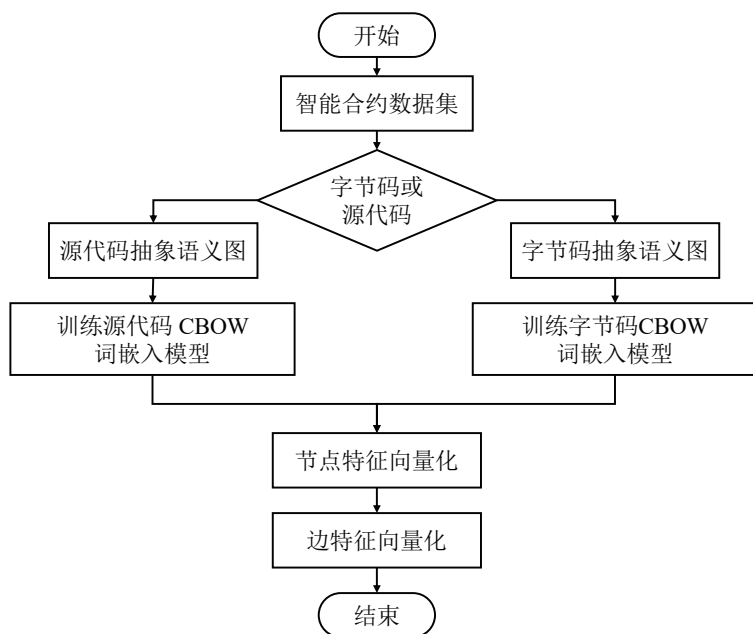 开始
智能合约数据集
字节码或
源代码
源代码抽象语义图
字节码抽象语义图
训练源代码 CBOW
词嵌入模型
训练字节码CBOW
词嵌入模型
节点特征向量化
边特征向量化
结束